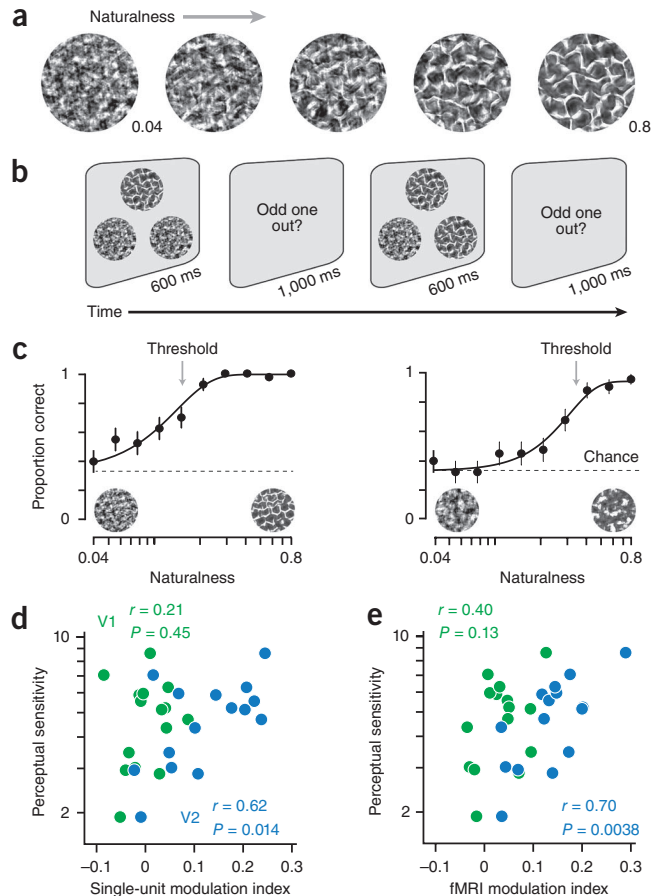 a
Naturalness
0.04
0.8
b
Odd one
out?
Odd one
out?
600 ms
1,000 ms
600 ms
1,000 ms
Time
c
Threshold
Threshold
1
1
Proportion correct
Chance
0
0
0.04
0.8
0.04
0.8
Naturalness
Naturalness
d
e
V1
r = 0.21
P = 0.45
r = 0.40
P = 0.13
10
10
Perceptual sensitivity
Perceptual sensitivity
2
2
V2
r = 0.62
P = 0.014
r = 0.70
P = 0.0038
–0.1 0 0.1 0.2 0.3
–0.1 0 0.1 0.2 0.3
Single-unit modulation index
fMRI modulation index